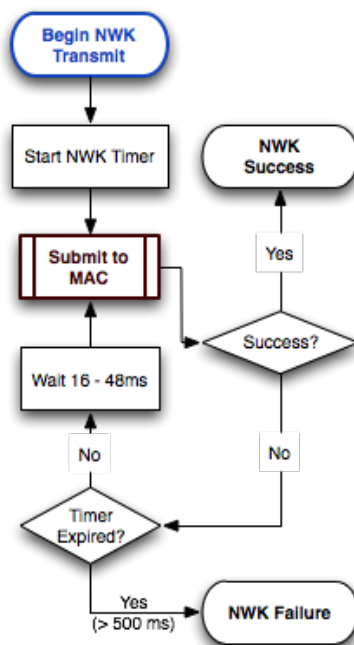 Begin NWK
Transmit
Start NWK Timer
NWK
Success
Submit to
MAC
Yes
Wait 16 - 48ms
Success?
No
No
Timer
Expired?
Yes
(> 500 ms)
NWK Failure